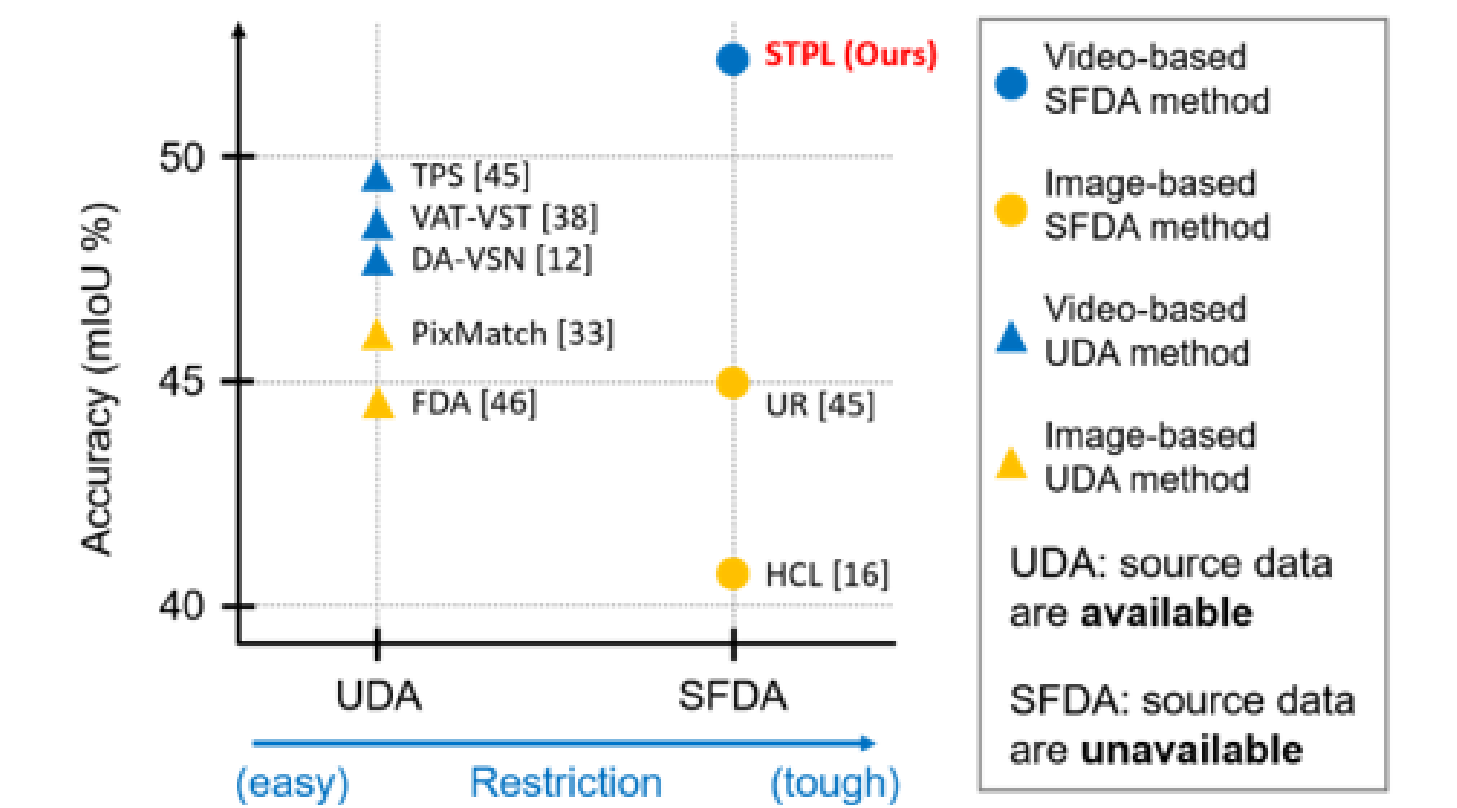 STPL (Ours)
50
TPS [45]
VAT-VST [38]
DA-VSN [12]
PixMatch [33]
45
FDA [46]
UR [45]
HCL [16]
40
Accuracy (mIoU %)
UDA
SFDA
(easy)
Restriction
(tough)
Video-based
SFDA method
Image-based
SFDA method
Video-based
UDA method
Image-based
UDA method
UDA: source data
are available
SFDA: source data
are unavailable